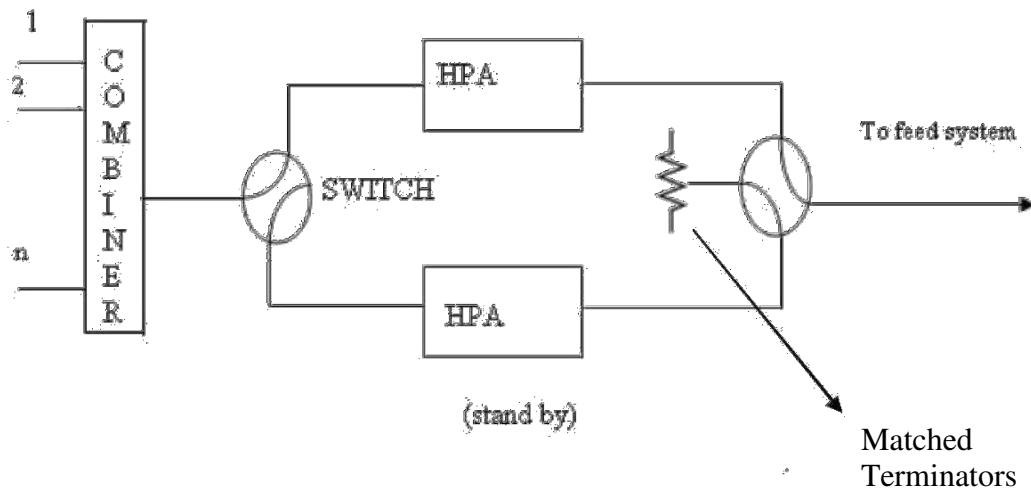 1
2
n
COMBINER
HPA
SWITCH
HPA
(stand by)
To feed system
Matched
Terminators